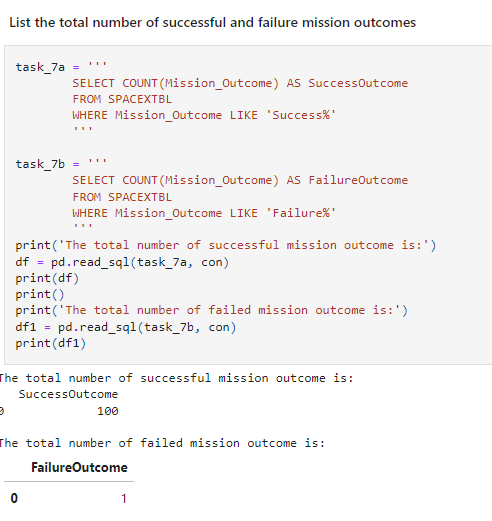 List the total number of successful and failure mission outcomes
task_7a = '''
SELECT COUNT(Mission_Outcome) AS SuccessOutcome
FROM SPACEXTBL
WHERE Mission_Outcome LIKE 'Success%'
'''
task_7b = '''
SELECT COUNT(Mission_Outcome) AS FailureOutcome
FROM SPACEXTBL
WHERE Mission_Outcome LIKE 'Failure%'
'''
print('The total number of successful mission outcome is:')
df = pd.read_sql(task_7a, con)
print(df)
print()
print('The total number of failed mission outcome is:')
df1 = pd.read_sql(task_7b, con)
print(df1)
The total number of successful mission outcome is:
SuccessOutcome
0 100
The total number of failed mission outcome is:
FailureOutcome
0 1